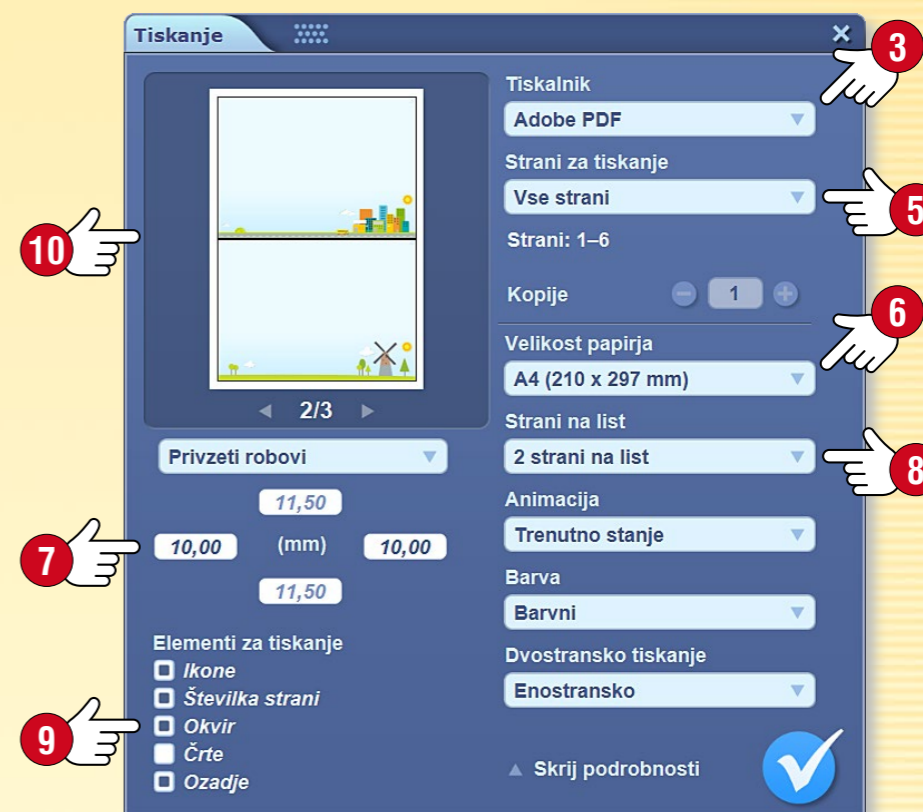 Tiskanje
3
Tiskalnik
Adobe PDF
Strani za tiskanje
Vse strani
5
Strani: 1–6
10
Kopije
1
6
Velikost papirja
A4 (210 x 297 mm)
2/3
Strani na list
Privzeti robovi
2 strani na list
8
11,50
Animacija
7
10,00
(mm)
10,00
Trenutno stanje
11,50
Barva
Barvni
Elementi za tiskanje
Ikone
Številka strani
9
Okvir
Črte
Ozadje
Dvostransko tiskanje
Enostransko
Skrij podrobnosti